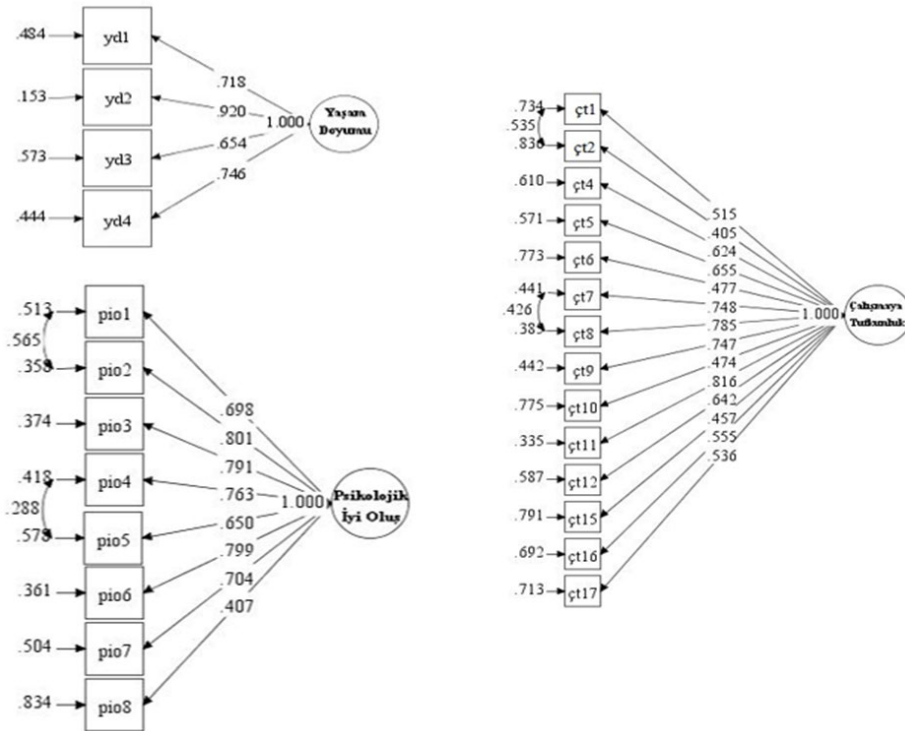 .484
yd1
.718
.153
yd2
.920
1.000
Yaşam
Doyumu
.573
yd3
.654
.444
yd4
.746
.513
pio1
.565
.358
pio2
.374
pio3
.418
pio4
.288
.578
pio5
.361
pio6
.504
pio7
.834
pio8
.698
.801
.791
.763
.650
.799
.704
.407
1.000
Psikolojik
İyi Oluş
.734
çt1
.535
.836
çt2
.610
çt4
.571
çt5
.773
çt6
.441
çt7
.426
.385
çt8
.442
çt9
.775
çt10
.335
çt11
.587
çt12
.791
çt15
.692
çt16
.713
çt17
.515
.405
.624
.655
.477
.748
.785
.747
.474
.816
.642
.457
.555
.536
1.000
Çalışmaya
Tutkunluk